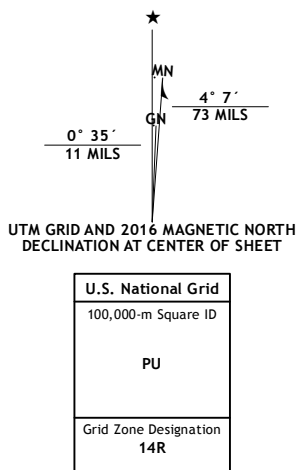 ★
MN
GN
4° 7´
73 MILS
0° 35´
11 MILS
UTM GRID AND 2016 MAGNETIC NORTH
DECLINATION AT CENTER OF SHEET
U.S. National Grid
100,000-m Square ID
PU
Grid Zone Designation
14R